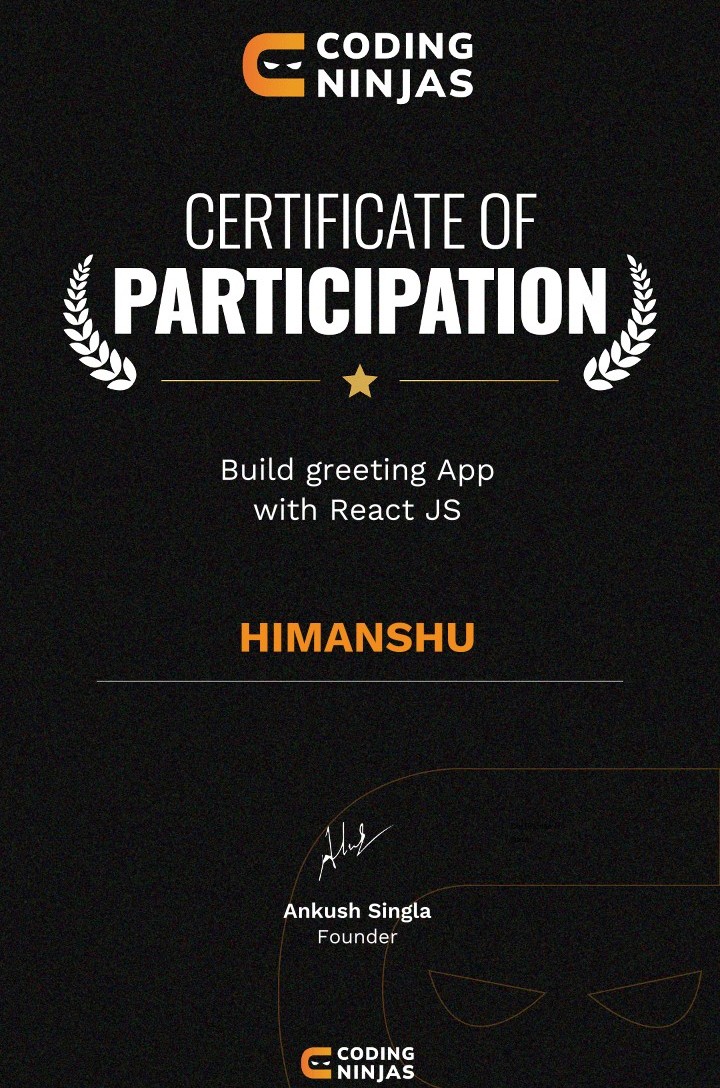 CODING
NINJAS
CERTIFICATE OF
PARTICIPATION
Build greeting App
with React JS
HIMANSHU
Ankush Singla
Founder
CODING
NINJAS